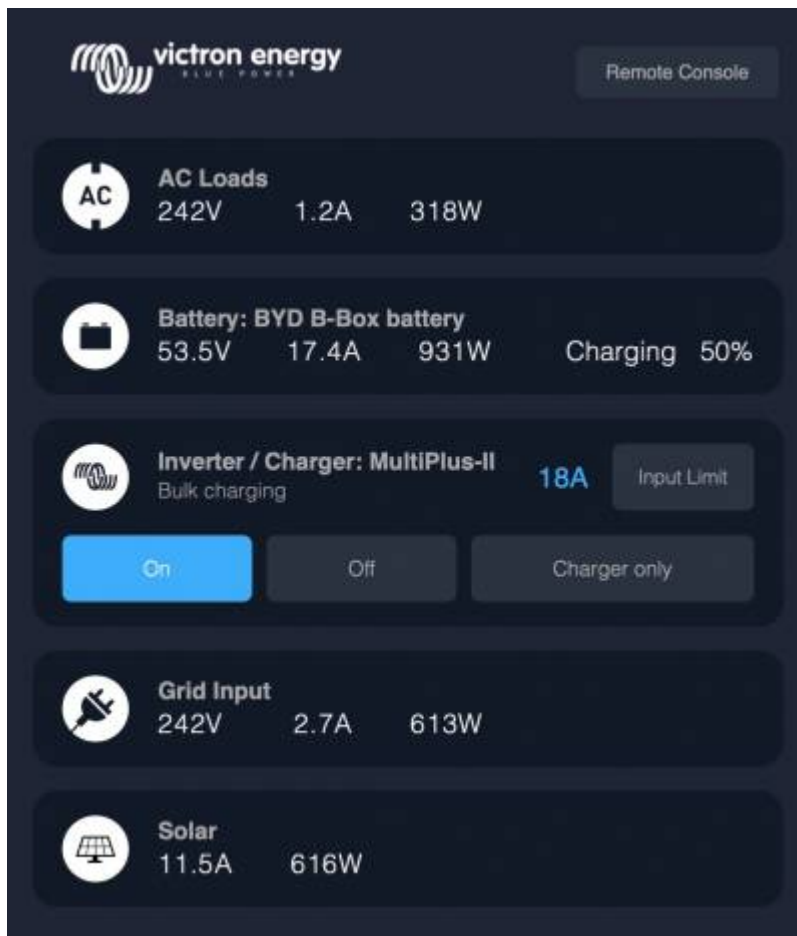 victron energy
BLUE POWER
Remote Console
AC
AC Loads
242V 1.2A 318W
Battery: BYD B-Box battery
53.5V 17.4A 931W Charging 50%
Inverter / Charger: MultiPlus-II
Bulk charging
18A Input Limit
On Off Charger only
Grid Input
242V 2.7A 613W
Solar
11.5A 616W